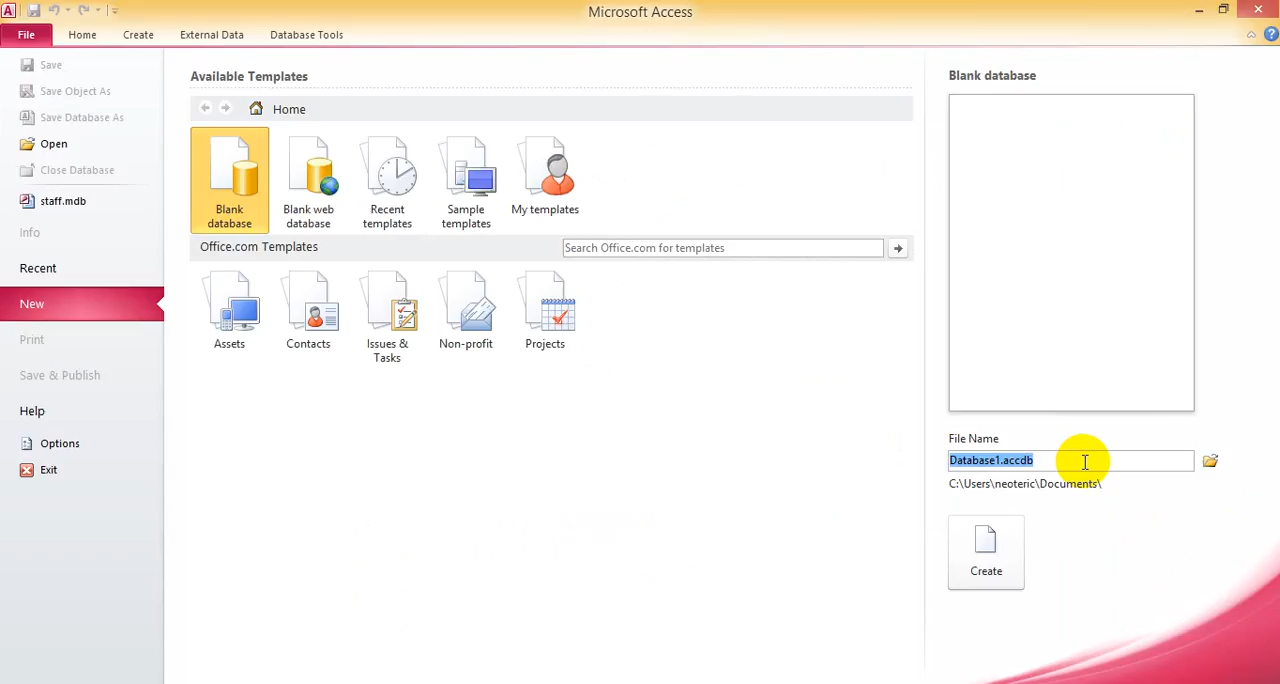 Microsoft Access
File Home Create External Data Database Tools
Save
Save Object As
Save Database As
Open
Close Database
staff.mdb
Info
Recent
New
Print
Save & Publish
Help
Options
Exit
Available Templates
Home
Blank database
Blank web database
Recent templates
Sample templates
My templates
Office.com Templates
Search Office.com for templates
Assets
Contacts
Issues & Tasks
Non-profit
Projects
Blank database
File Name
Database1.accdb
C:\Users\neoteric\Documents\
Create